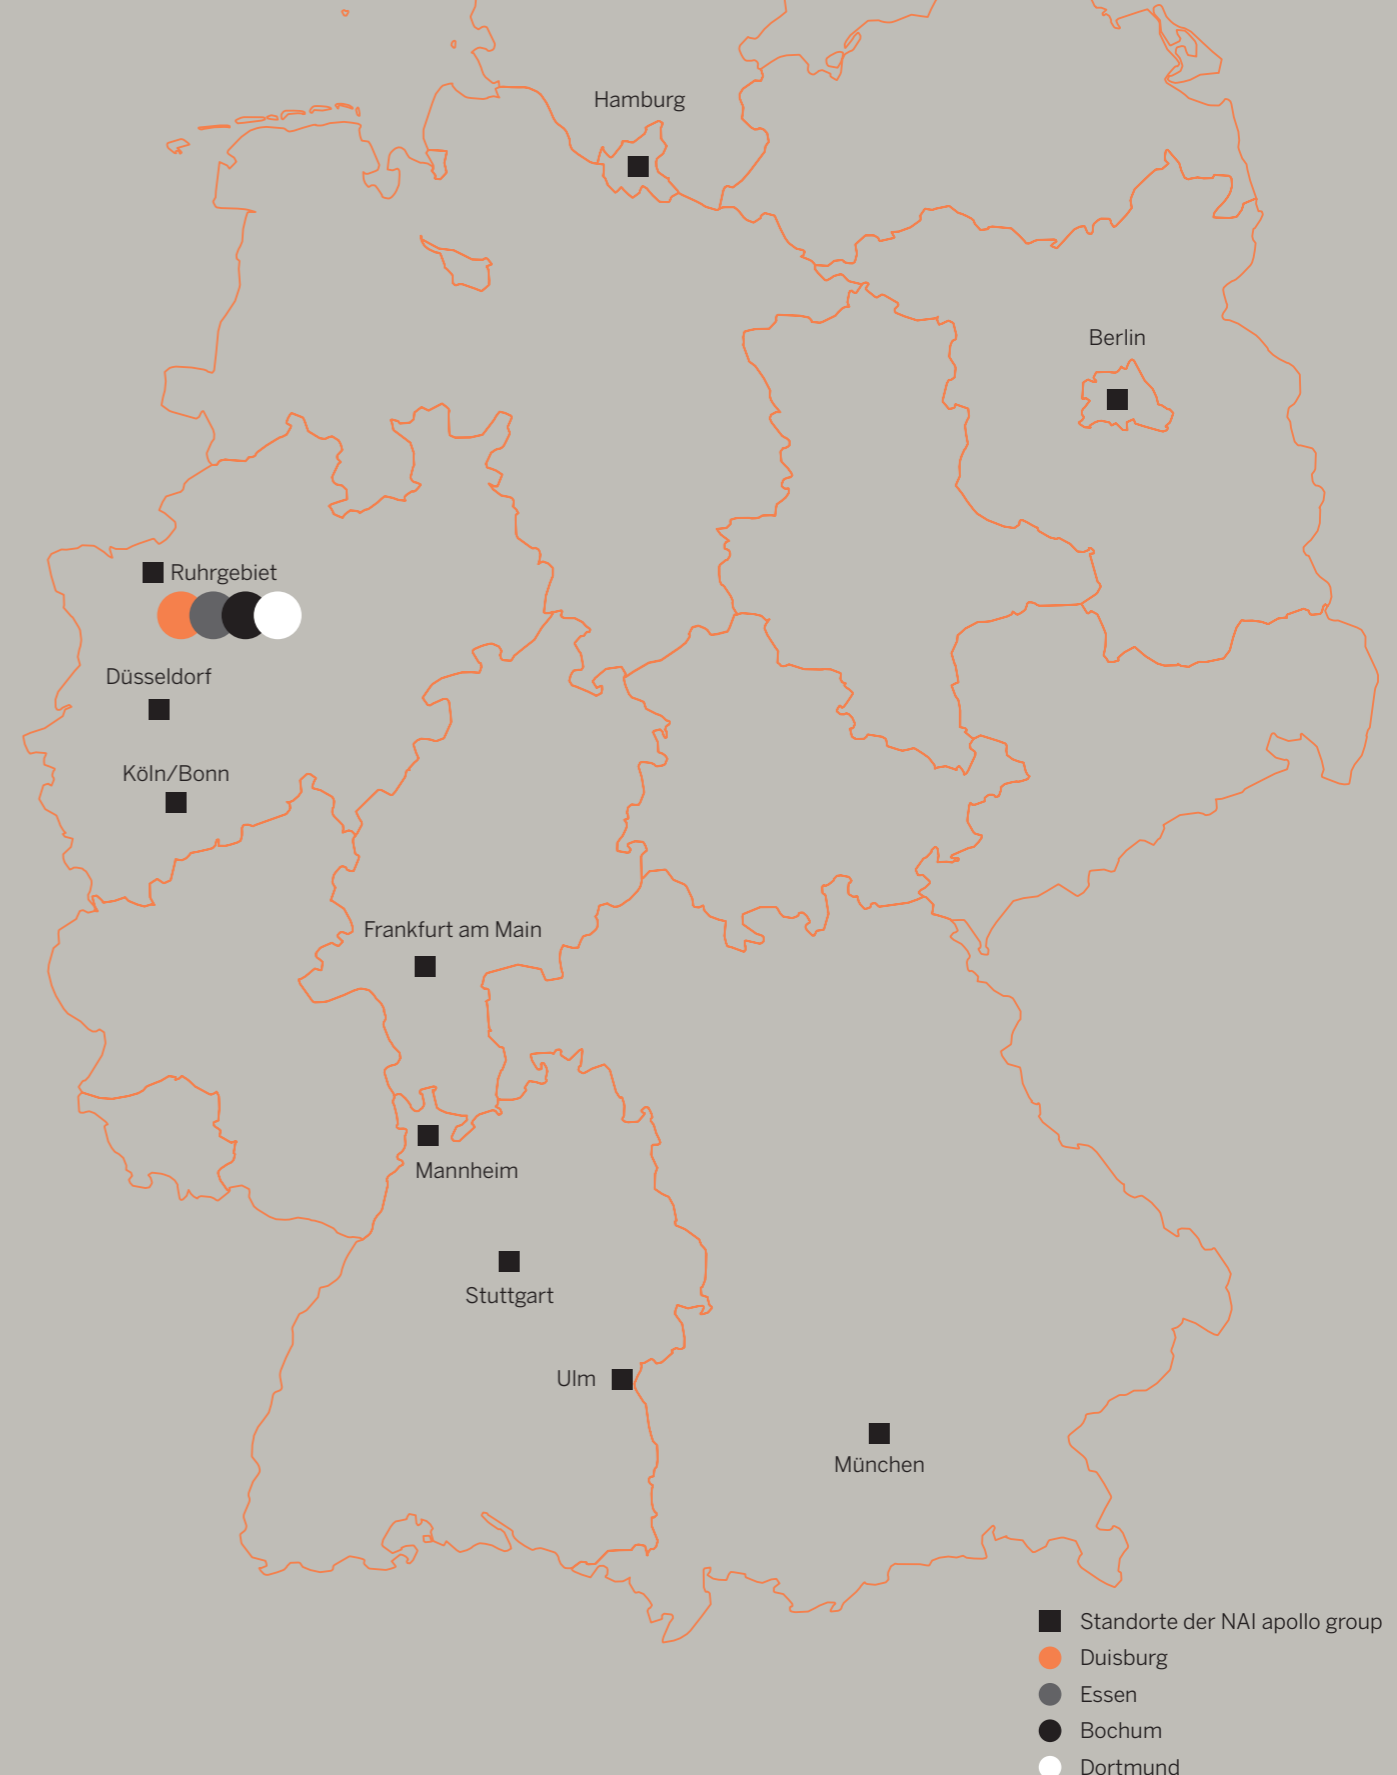 Hamburg
Berlin
Ruhrgebiet
Düsseldorf
Köln/Bonn
Frankfurt am Main
Mannheim
Stuttgart
Ulm
München
Standorte der NAI apollo group
Duisburg
Essen
Bochum
Dortmund